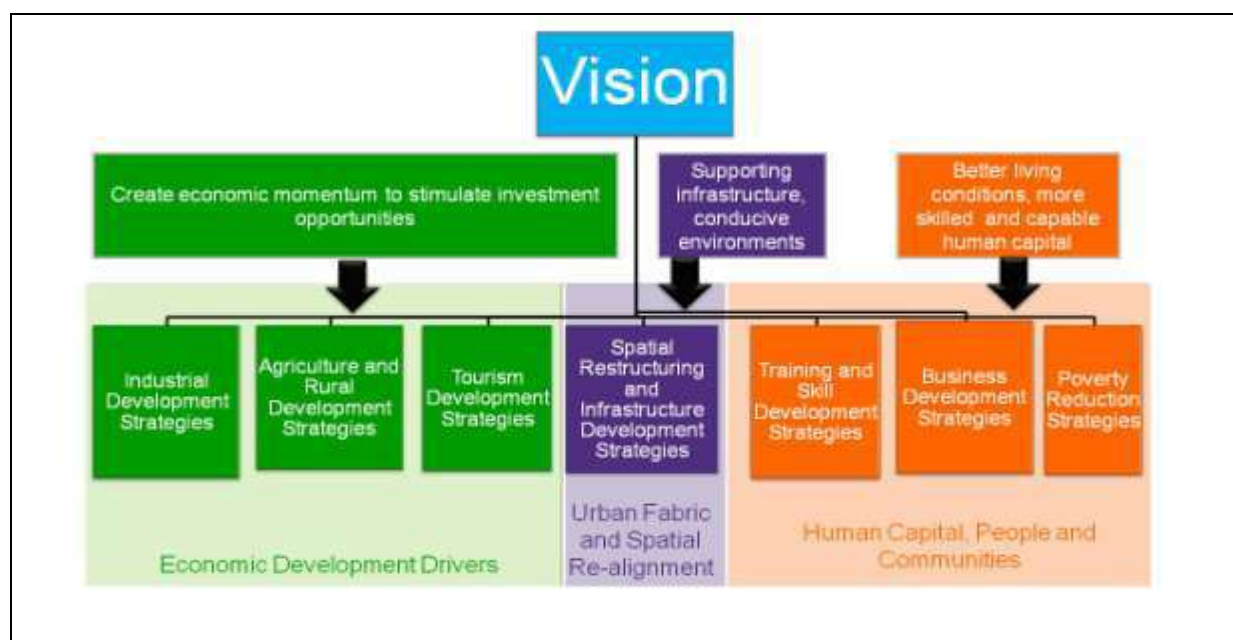 Vision
Create economic momentum to stimulate investment
opportunities
Supporting
infrastructure,
conducive
environments
Better living
conditions, more
skilled and capable
human capital
Industrial
Development
Strategies
Agriculture and
Rural
Development
Strategies
Tourism
Development
Strategies
Spatial
Restructuring
and
Infrastructure
Development
Strategies
Training and
Skill
Development
Strategies
Business
Development
Strategies
Poverty
Reduction
Strategies
Economic Development Drivers
Urban Fabric
and Spatial
Re-alignment
Human Capital, People and
Communities